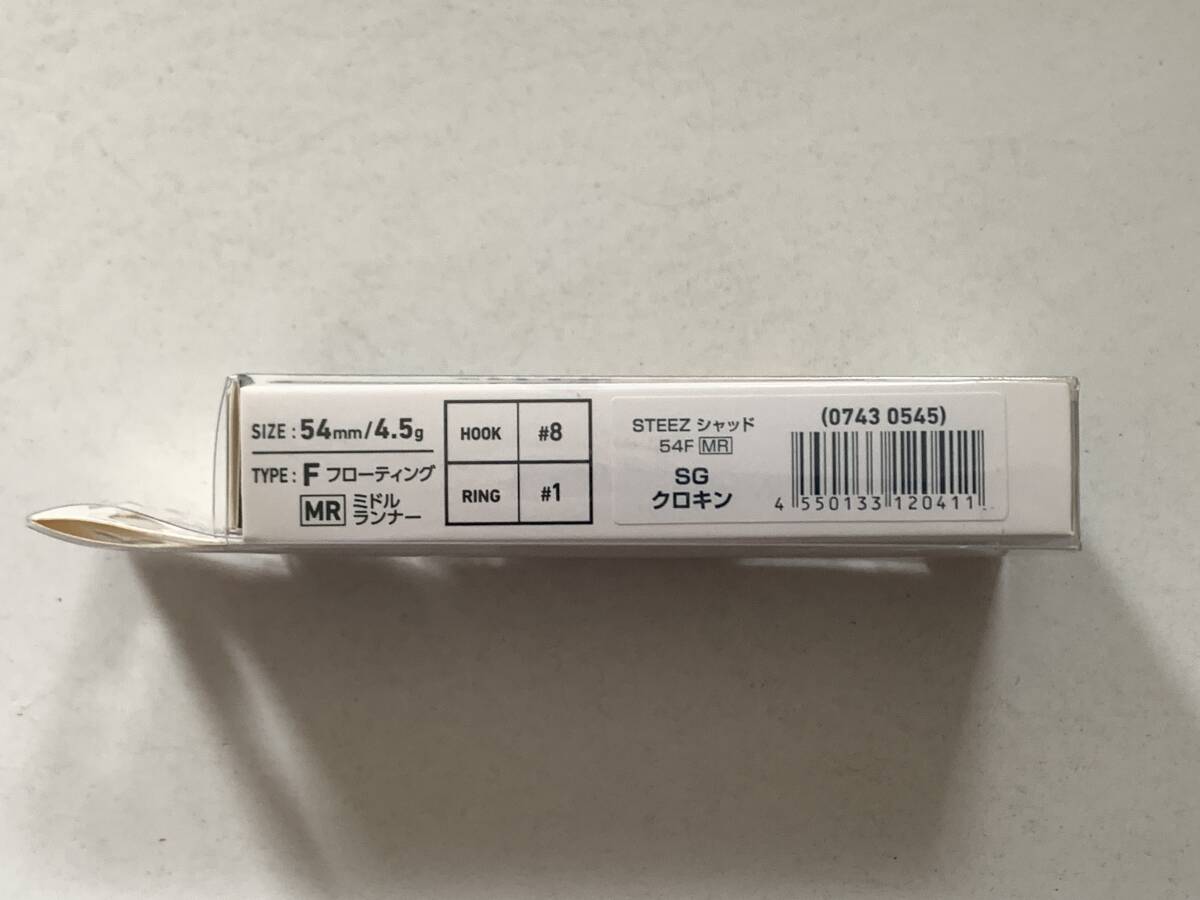 SIZE : 54mm/4.5g
TYPE : F フローティング
MR ミドル
ランナー
HOOK #8
RING #1
STEEZ シャッド
54F MR
SG
クロキン
(0743 0545)
4 550133 120411